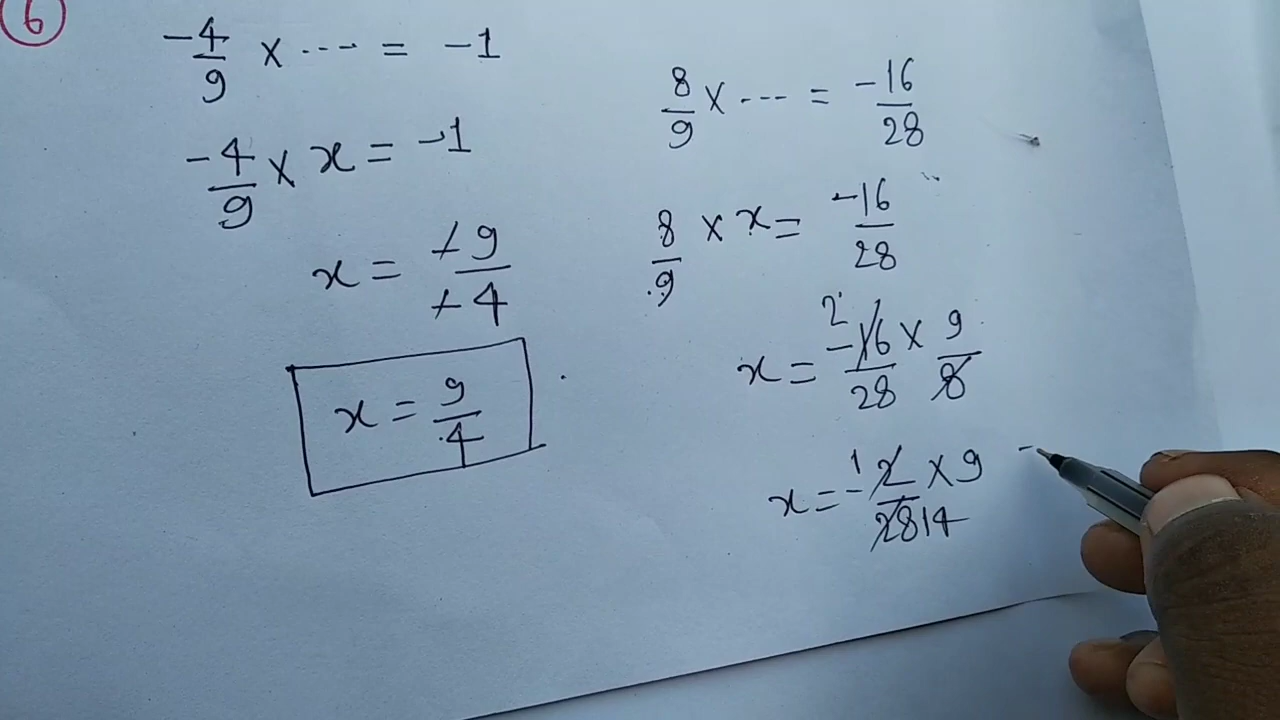 6
-4/9 × --- = -1
-4/9 × x = -1
x = -9/-4
x = 9/4
8/9 × --- = -16/28
8/9 × x = -16/28
2
x = -16/28 × 9/8
1
x = -2/28 × 9 -
14